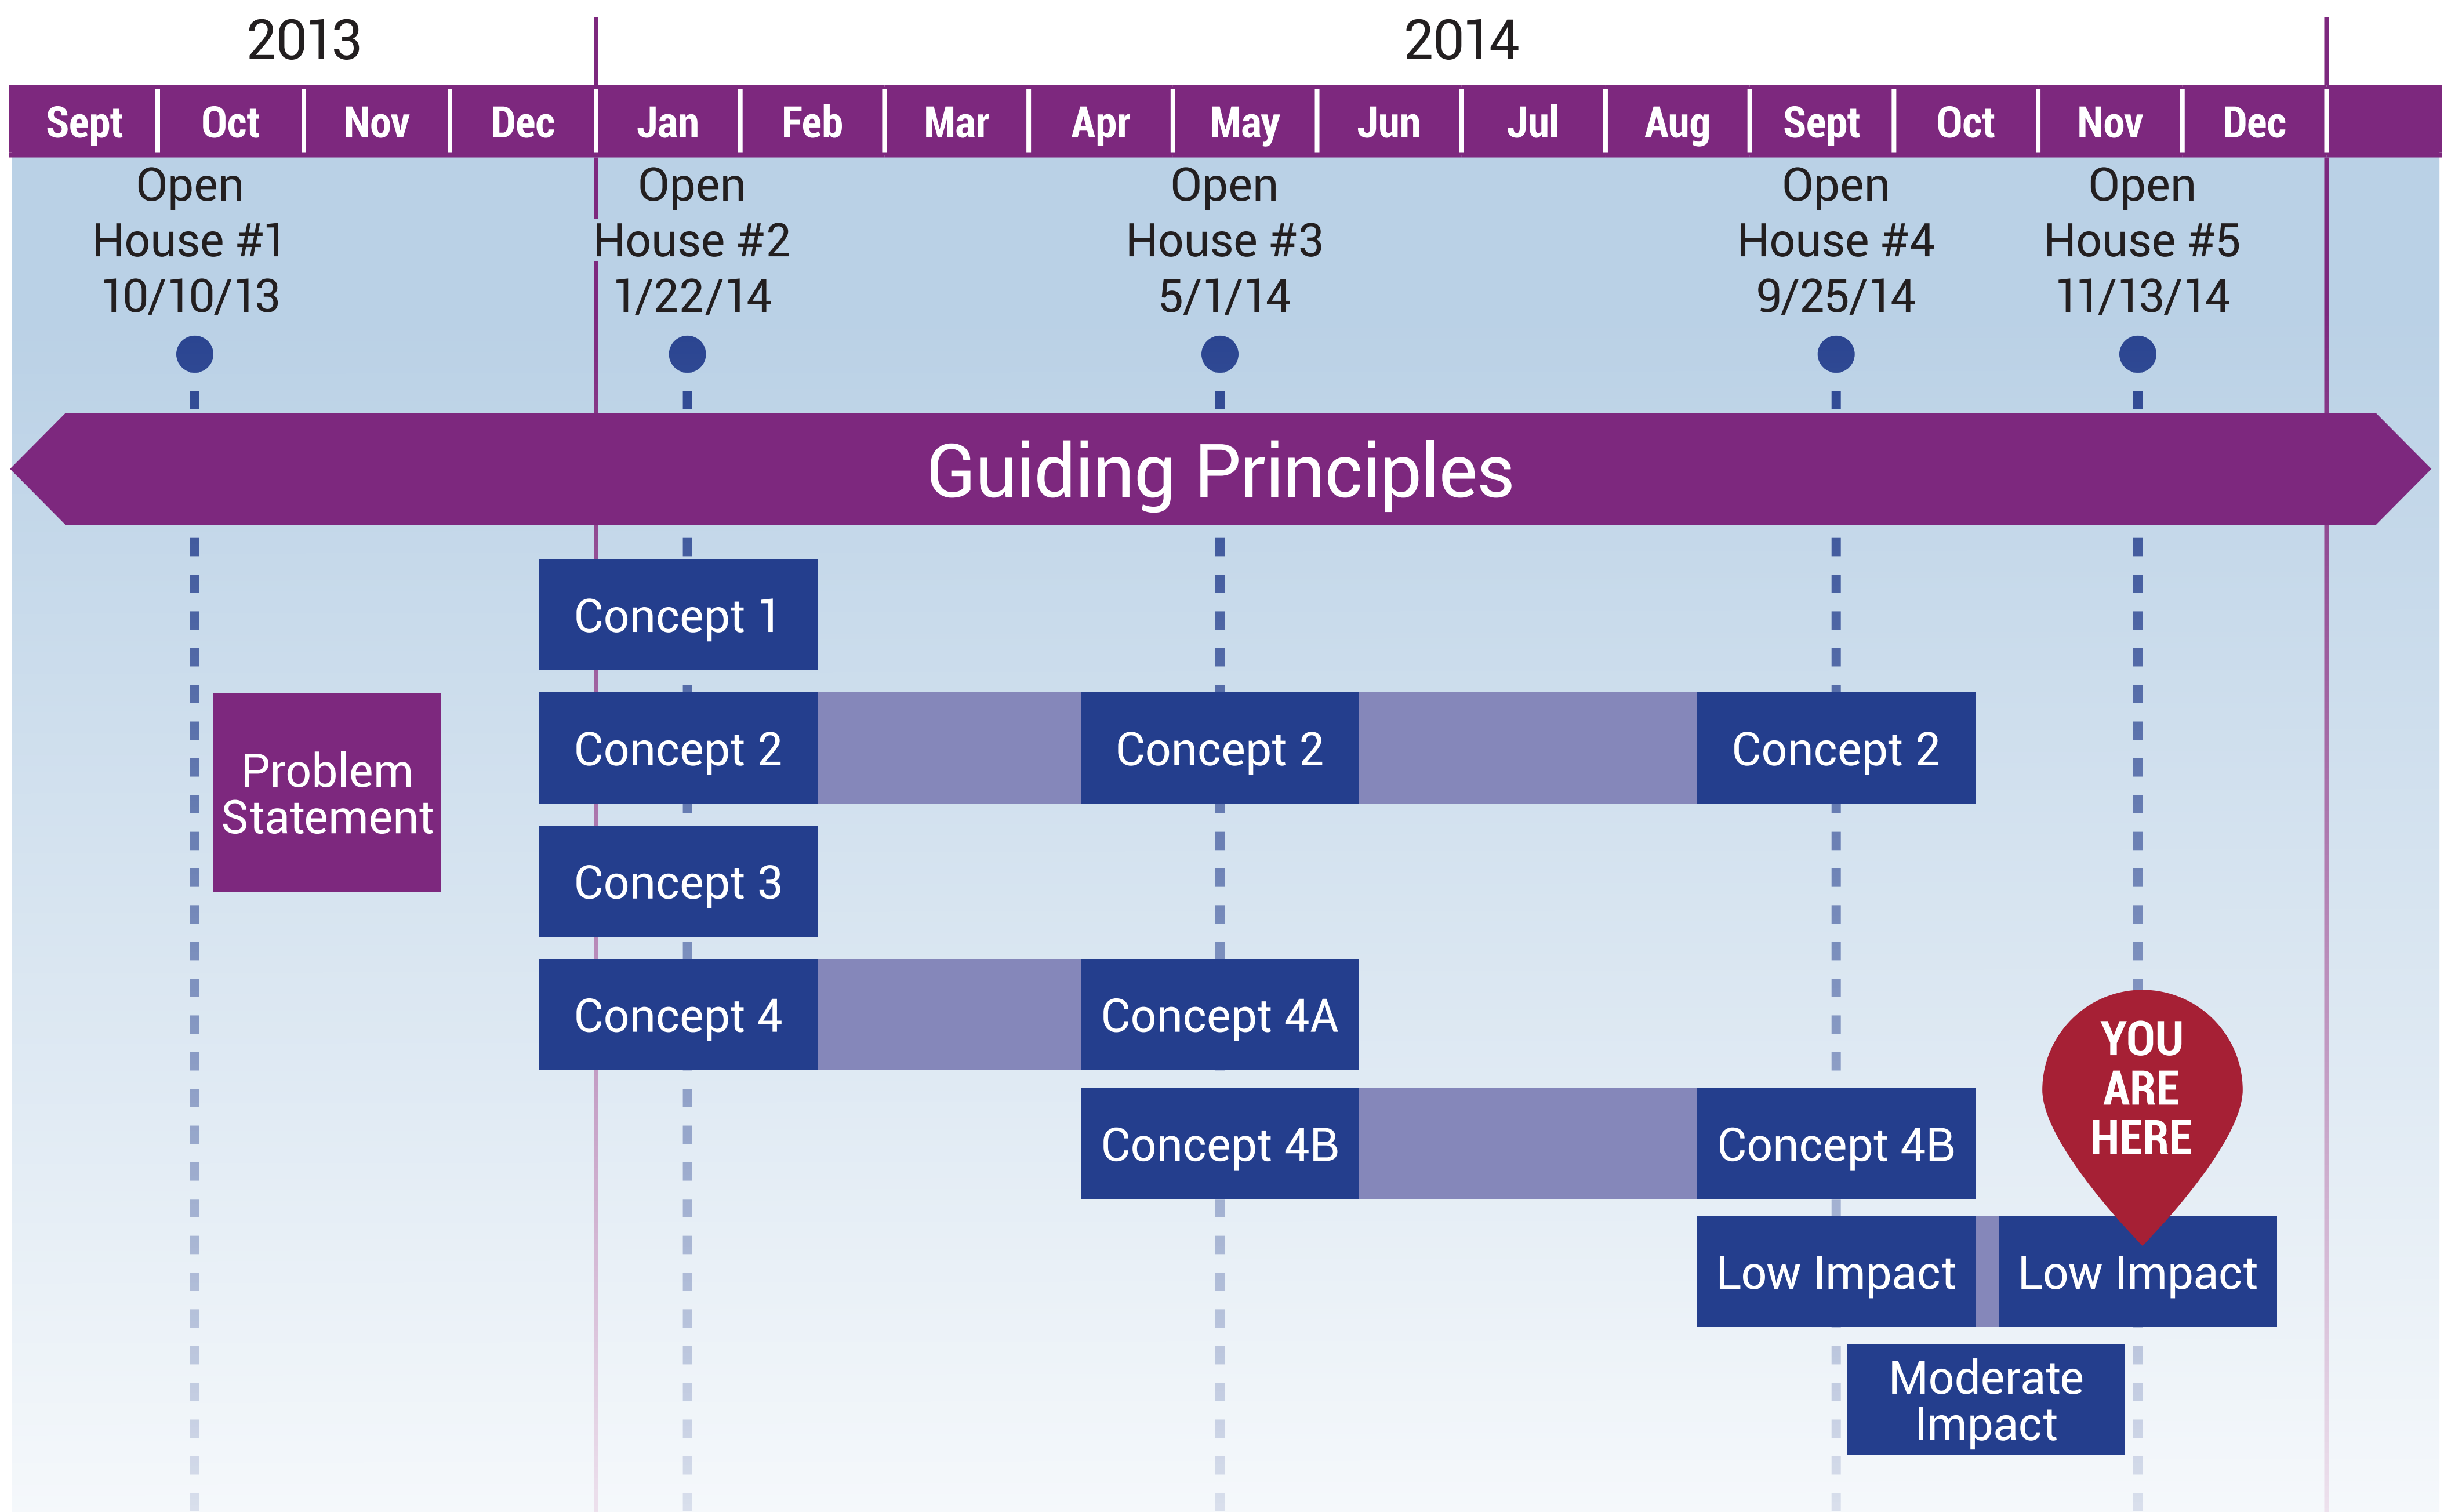 2013
2014
Sept Oct Nov Dec Jan Feb Mar Apr May Jun Jul Aug Sept Oct Nov Dec
Open
House #1
10/10/13
Open
House #2
1/22/14
Open
House #3
5/1/14
Open
House #4
9/25/14
Open
House #5
11/13/14
Guiding Principles
Problem
Statement
Concept 1
Concept 2
Concept 2
Concept 2
Concept 3
Concept 4
Concept 4A
Concept 4B
Concept 4B
YOU
ARE
HERE
Low Impact
Low Impact
Moderate
Impact